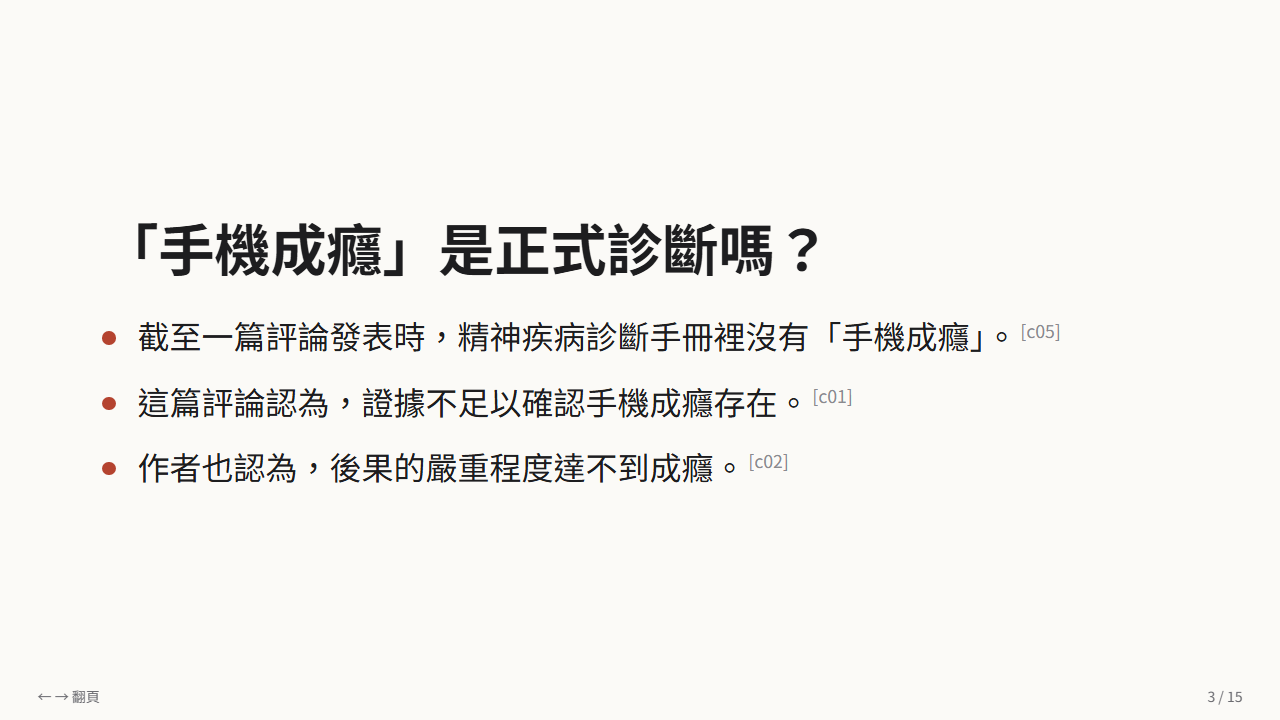 「手機成癮」是正式診斷嗎？
截至一篇評論發表時，精神疾病診斷手冊裡沒有「手機成癮」。[c05]
這篇評論認為，證據不足以確認手機成癮存在。[c01]
作者也認為，後果的嚴重程度達不到成癮。[c02]
←→ 翻頁
3 / 15